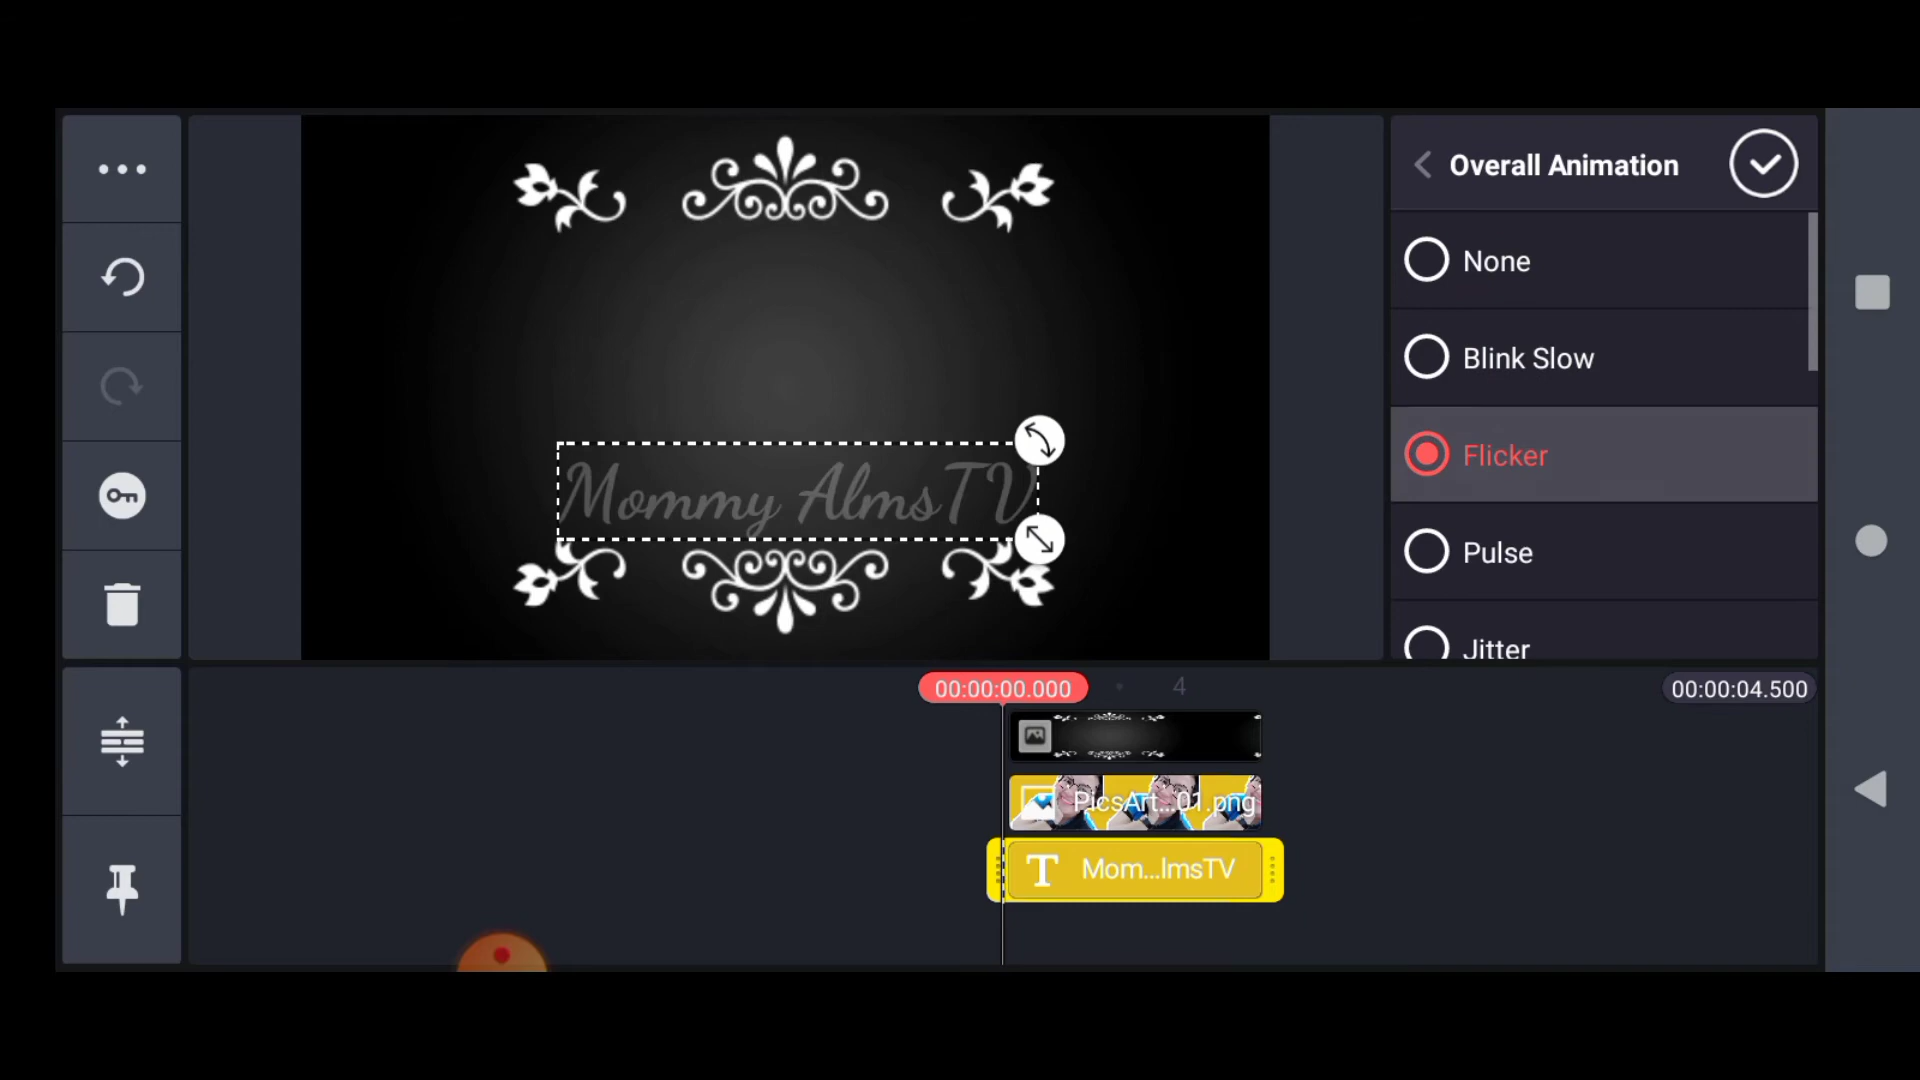 Overall Animation
None
Blink Slow
Flicker
Pulse
Jitter
Mommy AlmsTV
00:00:00.000
4
00:00:04.500
PicsArt...01.png
T Mom...lmsTV